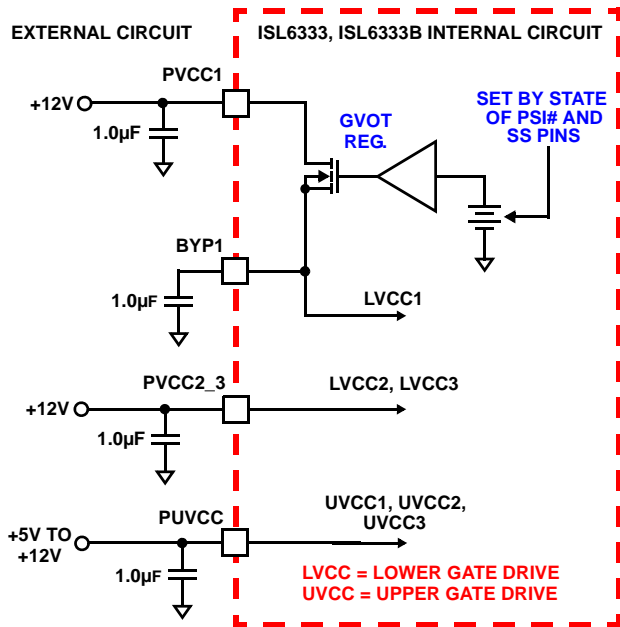 EXTERNAL CIRCUIT
ISL6333, ISL6333B INTERNAL CIRCUIT
PVCC1
+12V
1.0µF
GVOT
REG.
SET BY STATE
OF PSI# AND
SS PINS
BYP1
1.0µF
LVCC1
PVCC2_3
+12V
1.0µF
LVCC2, LVCC3
PUVCC
+5V TO
+12V
1.0µF
UVCC1, UVCC2,
UVCC3
LVCC = LOWER GATE DRIVE
UVCC = UPPER GATE DRIVE